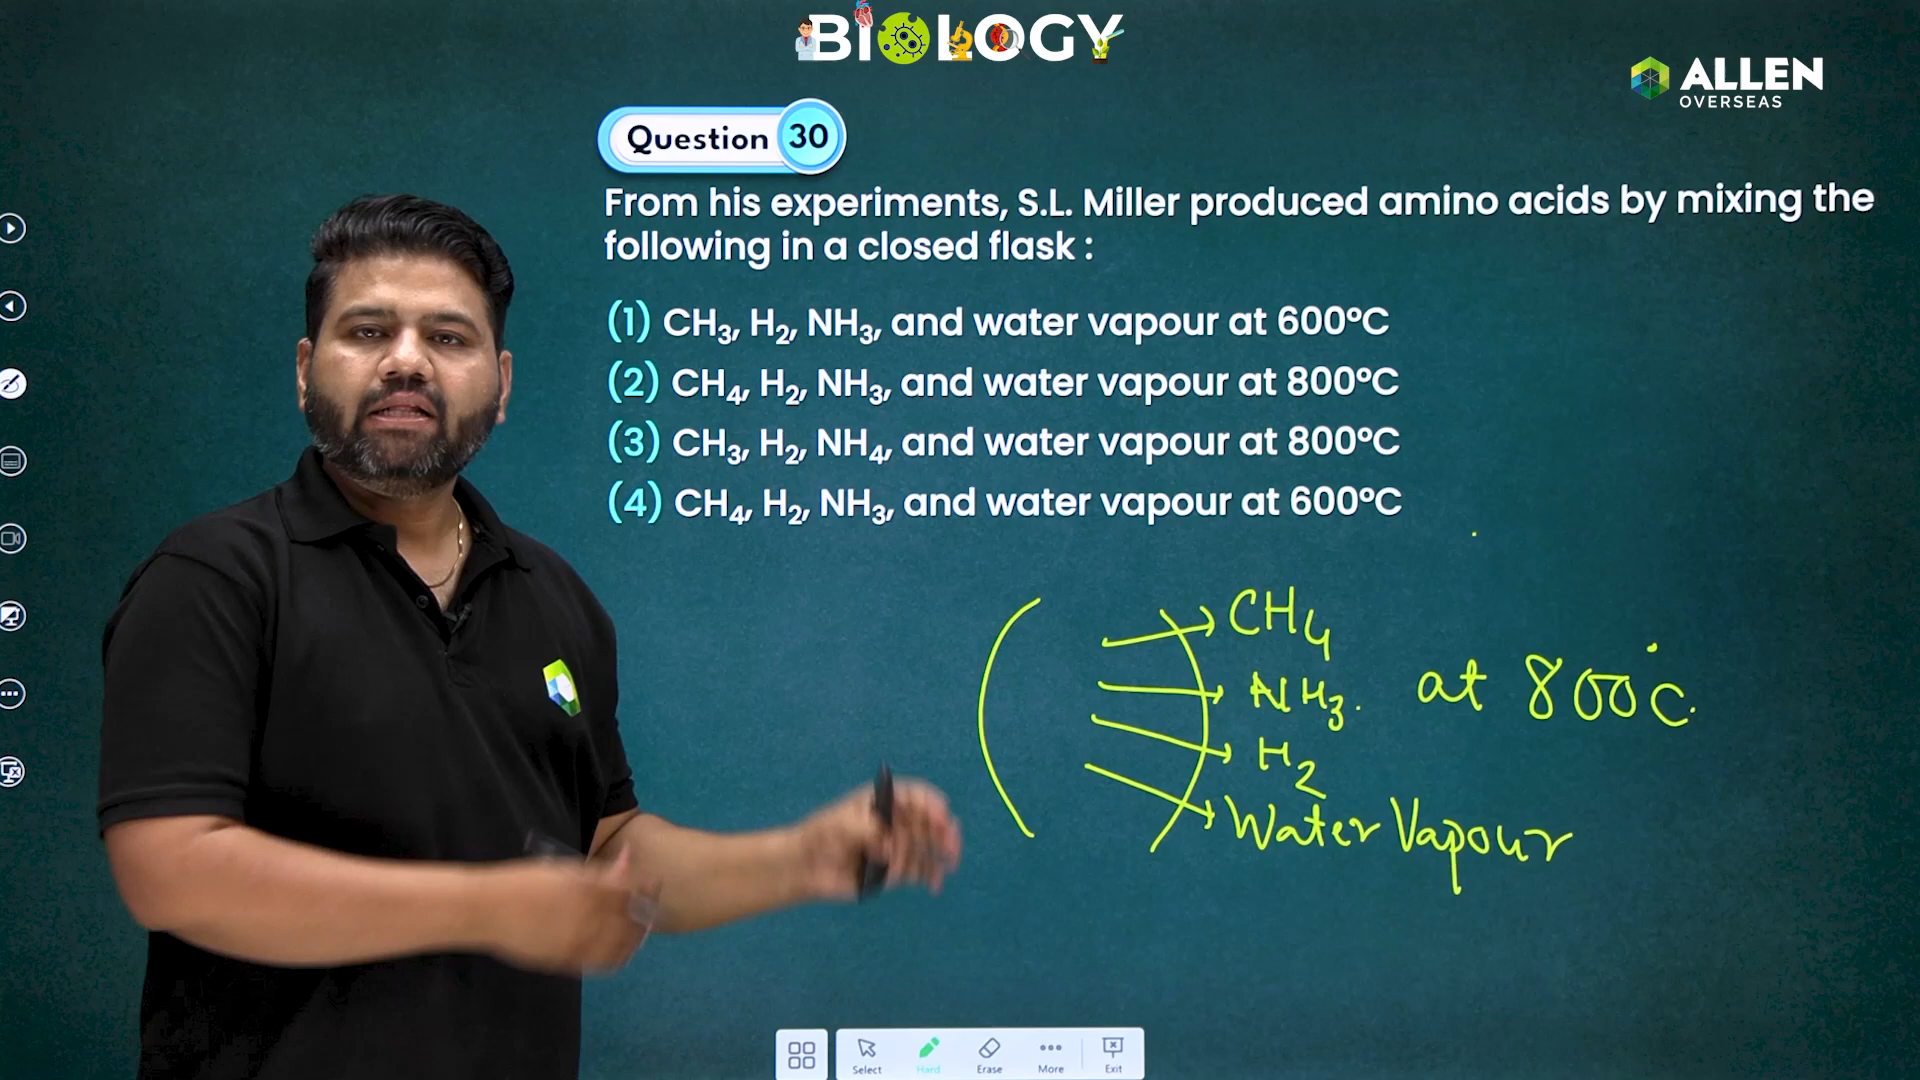 BIOLOGY
ALLEN
OVERSEAS
Question 30
From his experiments, S.L. Miller produced amino acids by mixing the
following in a closed flask :
(1) CH₃, H₂, NH₃, and water vapour at 600°C
(2) CH₄, H₂, NH₃, and water vapour at 800°C
(3) CH₃, H₂, NH₄, and water vapour at 800°C
(4) CH₄, H₂, NH₃, and water vapour at 600°C
CH₄
NH₃. at 800°C.
H₂
Water Vapour
Select Hard Erase More Exit